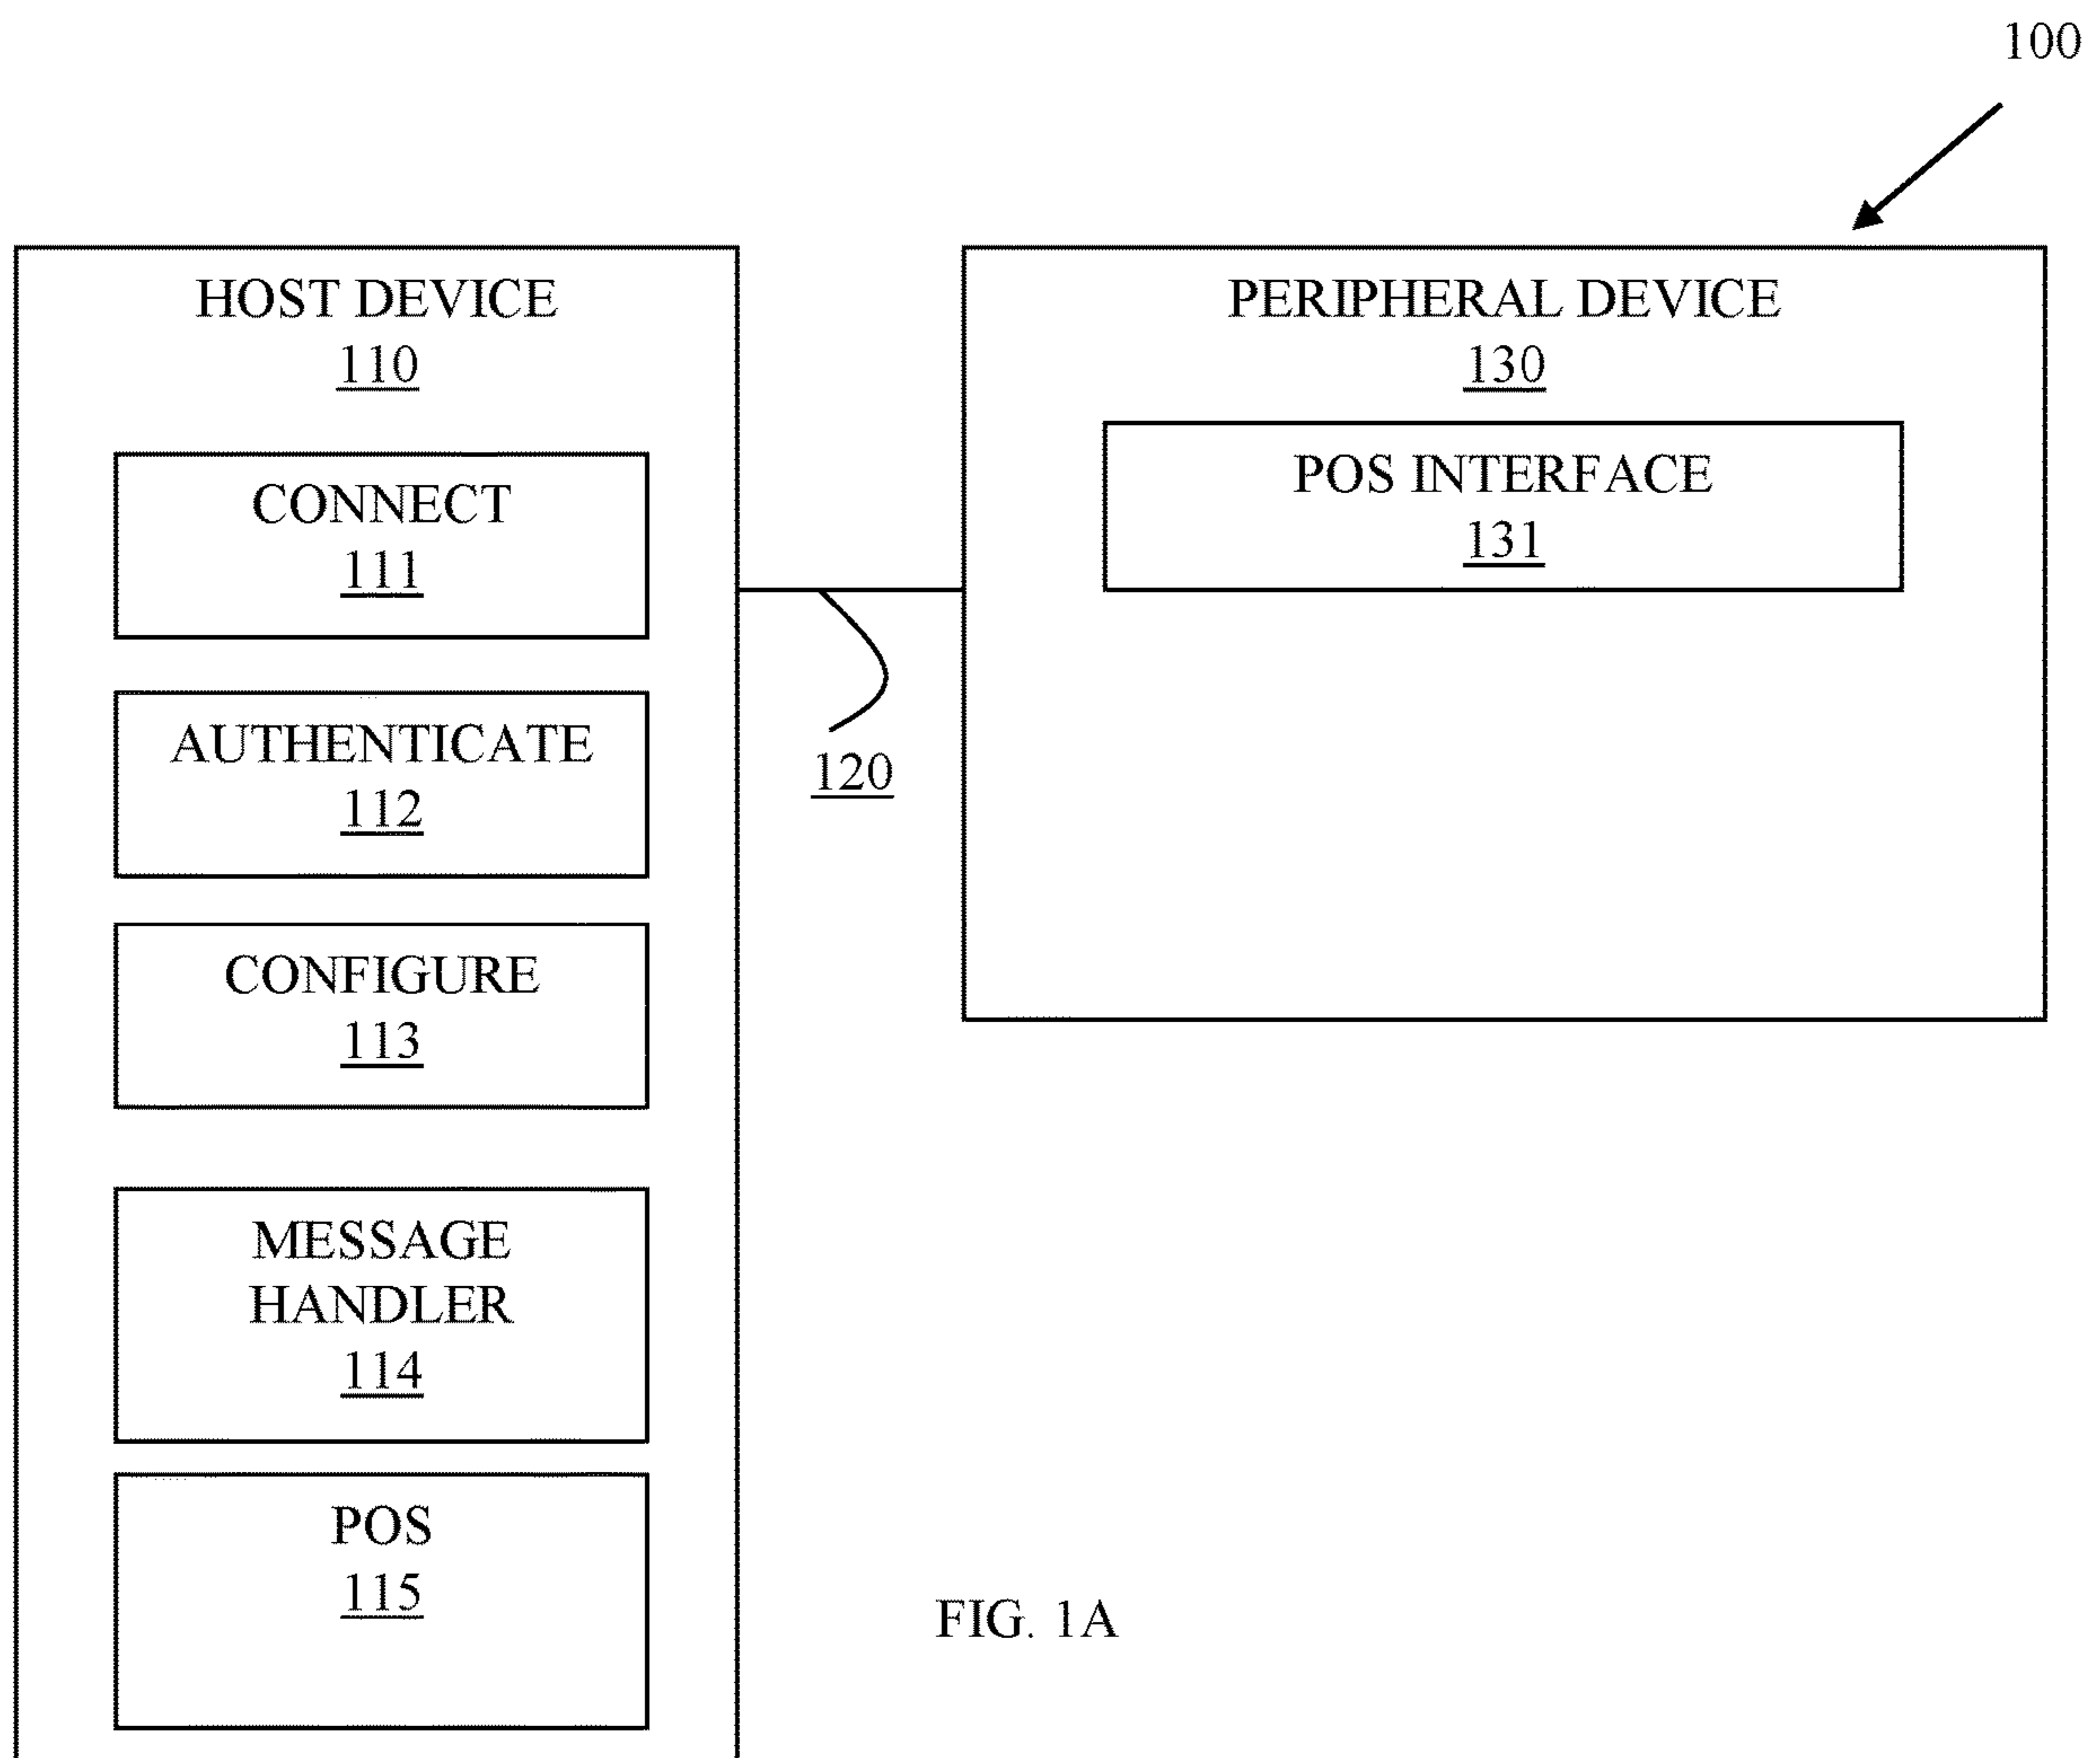 100
HOST DEVICE
110
CONNECT
111
AUTHENTICATE
112
CONFIGURE
113
MESSAGE
HANDLER
114
POS
115
120
PERIPHERAL DEVICE
130
POS INTERFACE
131
FIG. 1A